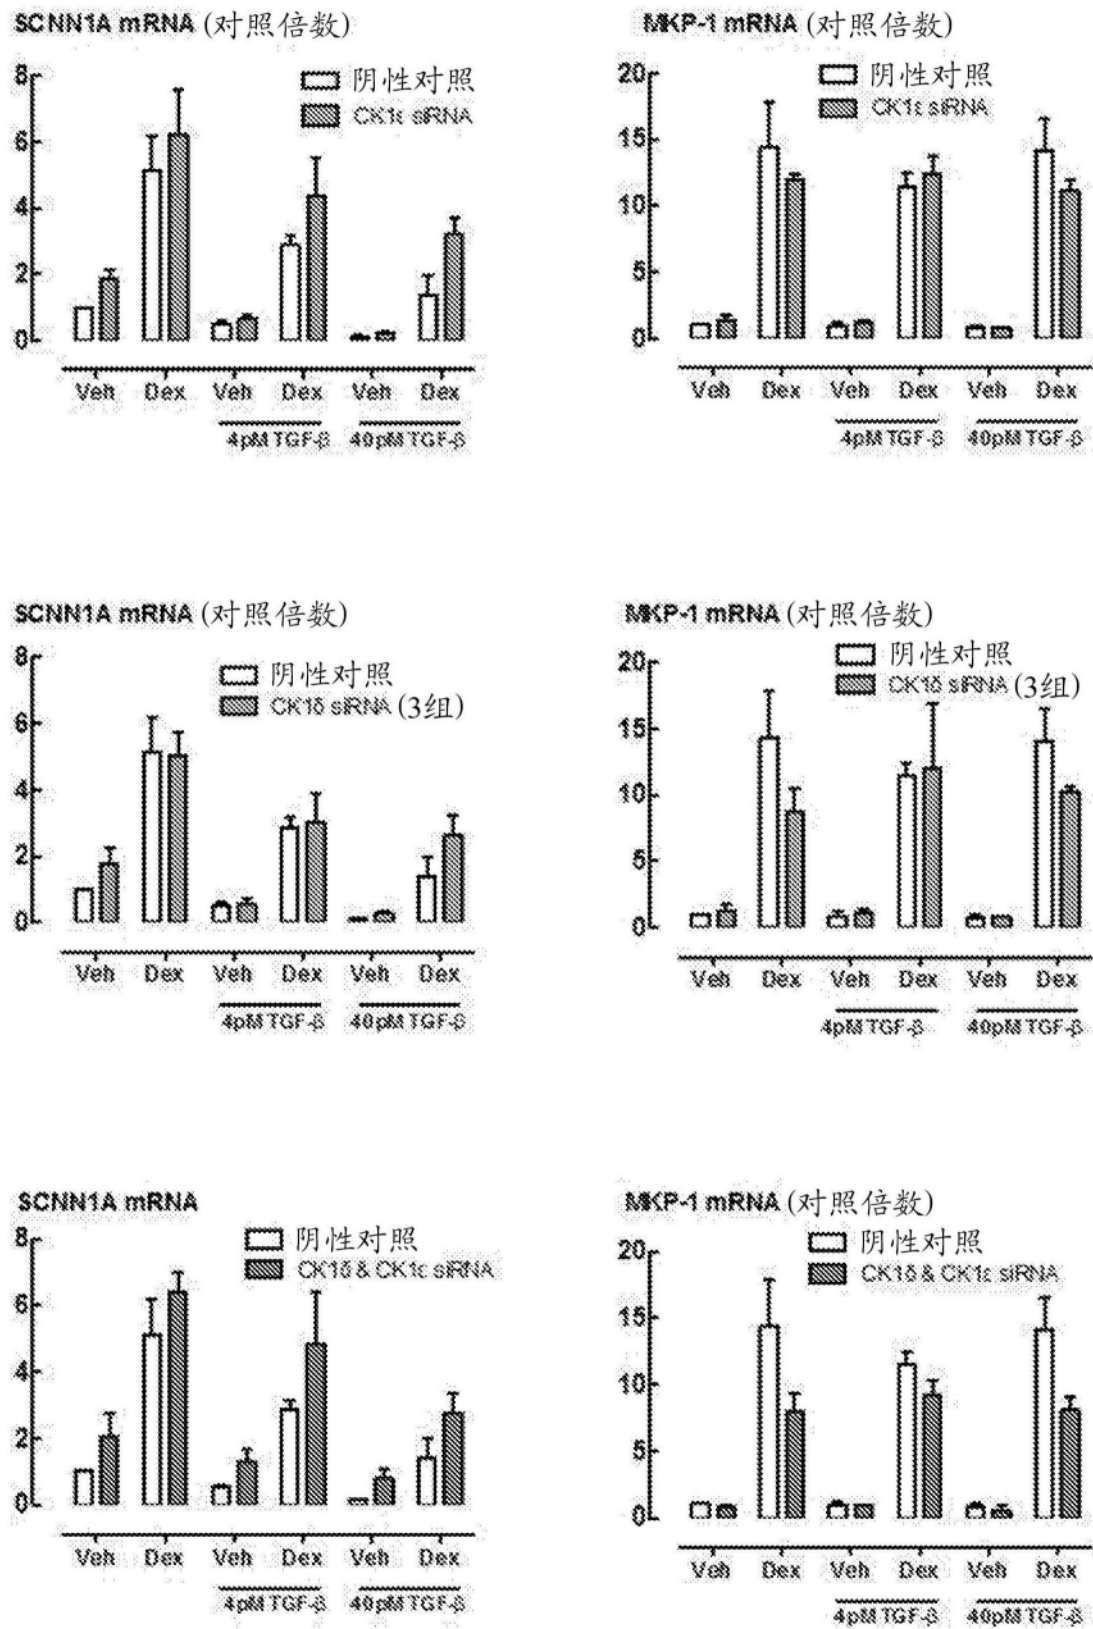 SCNN1A mRNA (对照倍数)
阴性对照
CK1ε siRNA
8
6
4
2
0
Veh Dex Veh Dex Veh Dex
4pM TGF-β 40pM TGF-β
MKP-1 mRNA (对照倍数)
阴性对照
CK1ε siRNA
20
15
10
5
0
Veh Dex Veh Dex Veh Dex
4pM TGF-β 40pM TGF-β
SCNN1A mRNA (对照倍数)
阴性对照
CK1δ siRNA (3组)
8
6
4
2
0
Veh Dex Veh Dex Veh Dex
4pM TGF-β 40pM TGF-β
MKP-1 mRNA (对照倍数)
阴性对照
CK1δ siRNA (3组)
20
15
10
5
0
Veh Dex Veh Dex Veh Dex
4pM TGF-β 40pM TGF-β
SCNN1A mRNA
阴性对照
CK1δ & CK1ε siRNA
8
6
4
2
0
Veh Dex Veh Dex Veh Dex
4pM TGF-β 40pM TGF-β
MKP-1 mRNA (对照倍数)
阴性对照
CK1δ & CK1ε siRNA
20
15
10
5
0
Veh Dex Veh Dex Veh Dex
4pM TGF-β 40pM TGF-β